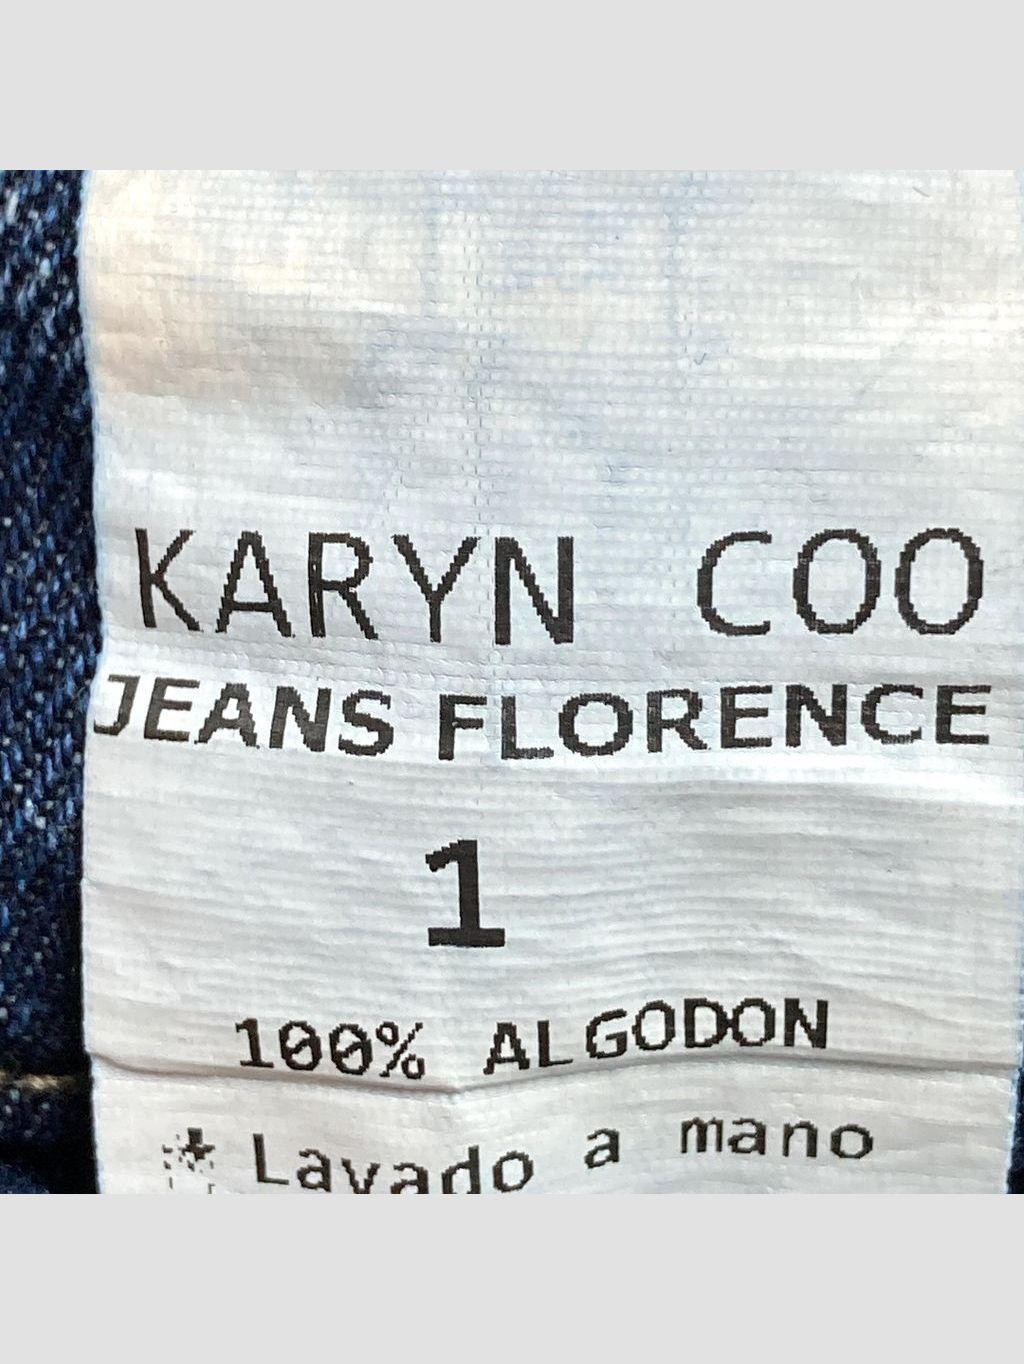 KARYN COO
JEANS FLORENCE
1
100% ALGODON
* Lavado a mano